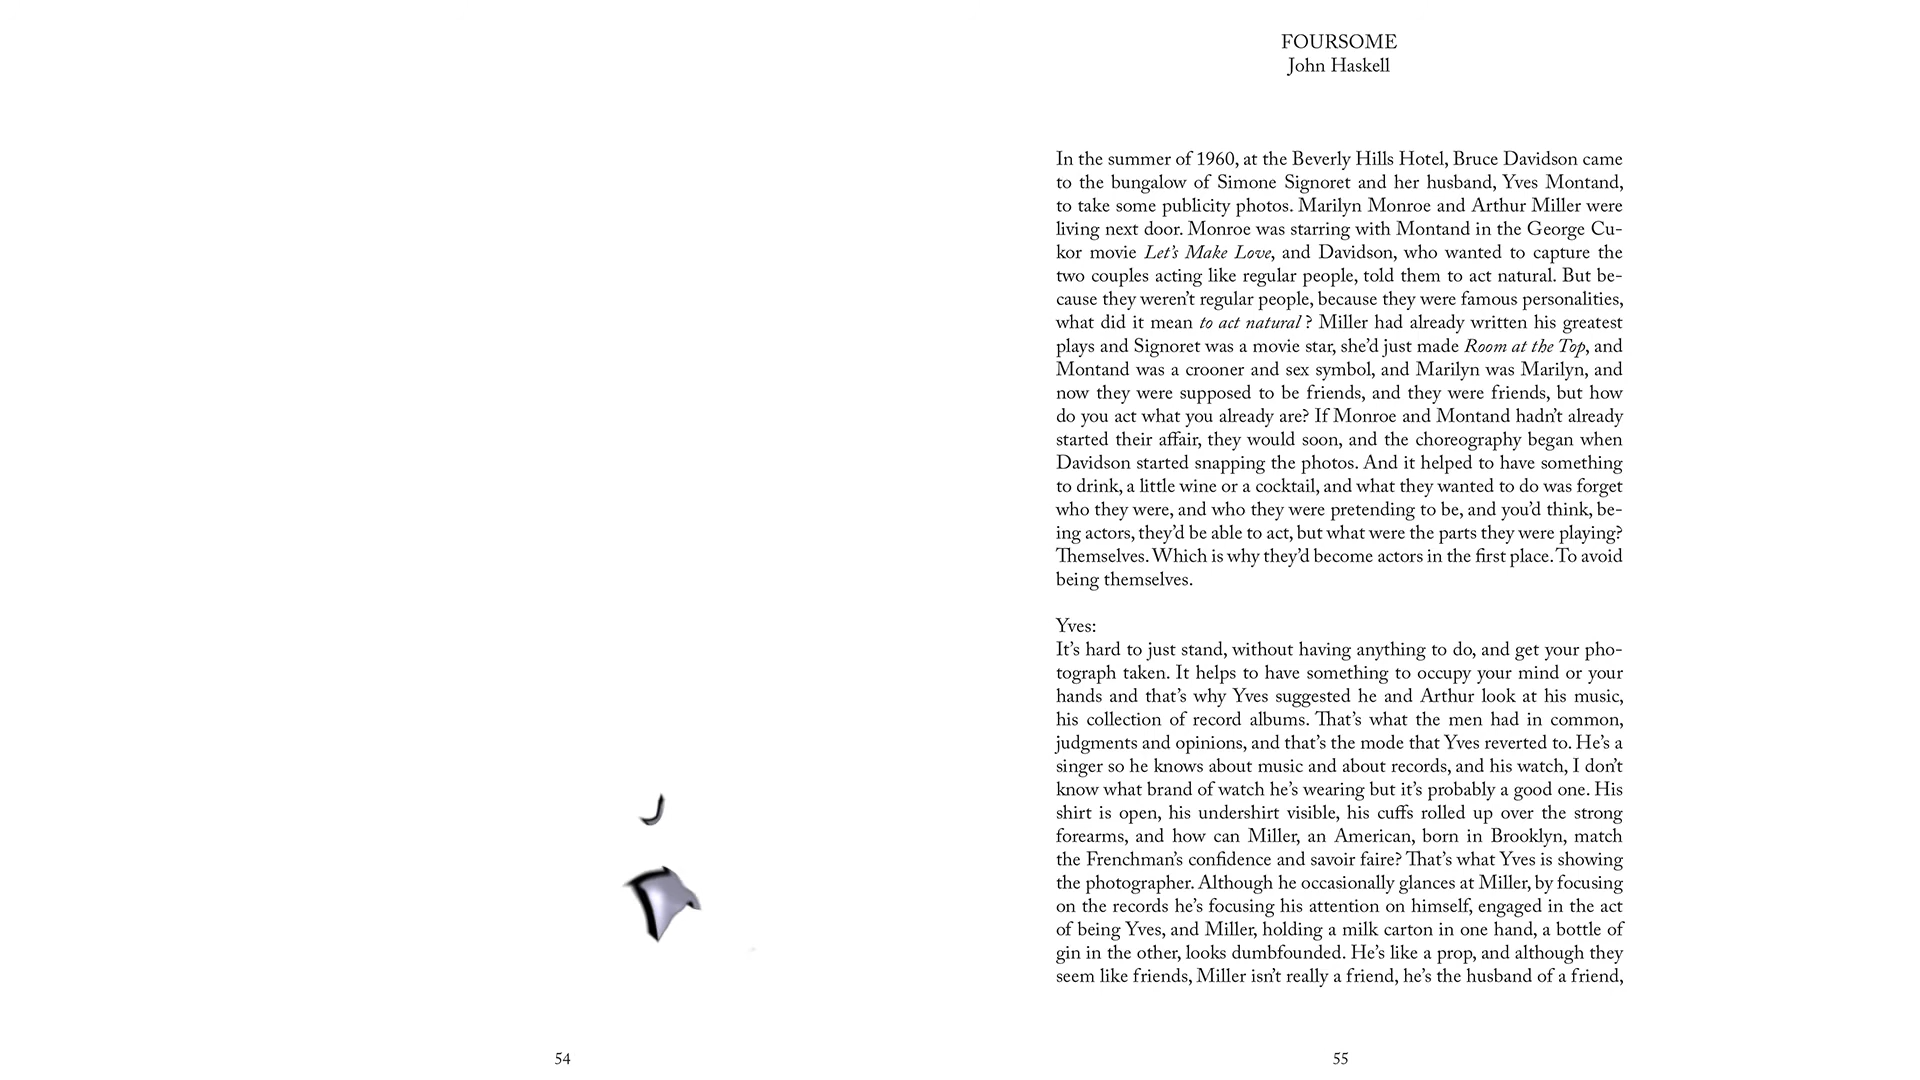 FOURSOME
John Haskell
In the summer of 1960, at the Beverly Hills Hotel, Bruce Davidson came
to the bungalow of Simone Signoret and her husband, Yves Montand,
to take some publicity photos. Marilyn Monroe and Arthur Miller were
living next door. Monroe was starring with Montand in the George Cu-
kor movie Let’s Make Love, and Davidson, who wanted to capture the
two couples acting like regular people, told them to act natural. But be-
cause they weren’t regular people, because they were famous personalities,
what did it mean to act natural ? Miller had already written his greatest
plays and Signoret was a movie star, she’d just made Room at the Top, and
Montand was a crooner and sex symbol, and Marilyn was Marilyn, and
now they were supposed to be friends, and they were friends, but how
do you act what you already are? If Monroe and Montand hadn’t already
started their affair, they would soon, and the choreography began when
Davidson started snapping the photos. And it helped to have something
to drink, a little wine or a cocktail, and what they wanted to do was forget
who they were, and who they were pretending to be, and you’d think, be-
ing actors, they’d be able to act, but what were the parts they were playing?
Themselves. Which is why they’d become actors in the first place. To avoid
being themselves.
Yves:
It’s hard to just stand, without having anything to do, and get your pho-
tograph taken. It helps to have something to occupy your mind or your
hands and that’s why Yves suggested he and Arthur look at his music,
his collection of record albums. That’s what the men had in common,
judgments and opinions, and that’s the mode that Yves reverted to. He’s a
singer so he knows about music and about records, and his watch, I don’t
know what brand of watch he’s wearing but it’s probably a good one. His
shirt is open, his undershirt visible, his cuffs rolled up over the strong
forearms, and how can Miller, an American, born in Brooklyn, match
the Frenchman’s confidence and savoir faire? That’s what Yves is showing
the photographer. Although he occasionally glances at Miller, by focusing
on the records he’s focusing his attention on himself, engaged in the act
of being Yves, and Miller, holding a milk carton in one hand, a bottle of
gin in the other, looks dumbfounded. He’s like a prop, and although they
seem like friends, Miller isn’t really a friend, he’s the husband of a friend,
54
55